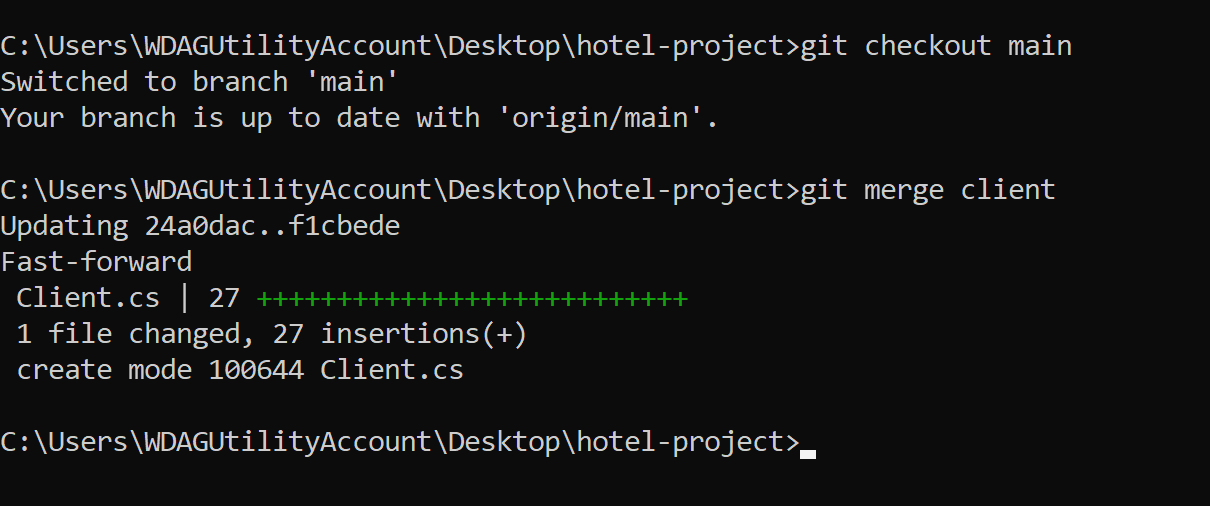 C:\Users\WDAGUtilityAccount\Desktop\hotel-project>git checkout main
Switched to branch 'main'
Your branch is up to date with 'origin/main'.
C:\Users\WDAGUtilityAccount\Desktop\hotel-project>git merge client
Updating 24a0dac..f1cbede
Fast-forward
 Client.cs | 27 +++++++++++++++++++++++++++
 1 file changed, 27 insertions(+)
 create mode 100644 Client.cs
C:\Users\WDAGUtilityAccount\Desktop\hotel-project>